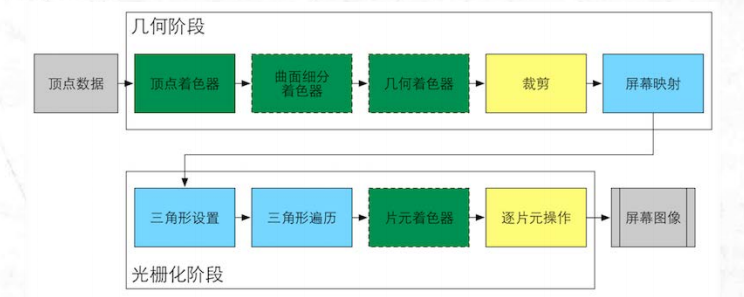 几何阶段
顶点数据
顶点着色器
曲面细分
着色器
几何着色器
裁剪
屏幕映射
三角形设置
三角形遍历
片元着色器
逐片元操作
屏幕图像
光栅化阶段